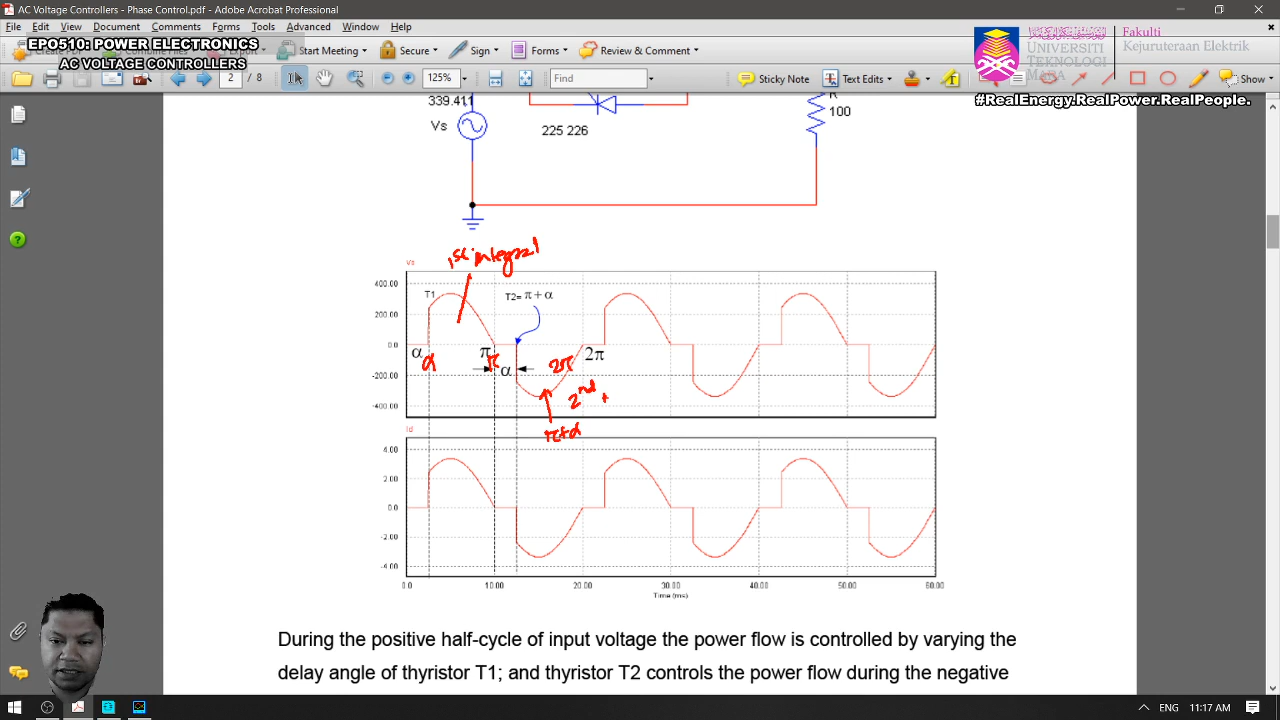 AC Voltage Controllers - Phase Control.pdf - Adobe Acrobat Professional
File Edit View Document Comments Forms Tools Advanced Window Help
EPO510: POWER ELECTRONICS
AC VOLTAGE CONTROLLERS
Start Meeting Secure Sign Forms Review & Comment
Fakulti
Kejuruteraan Elektrik
UNIVERSITI
TEKNOLOGI
MARA
2 / 8 125% Find Sticky Note Text Edits Show
#RealEnergy.RealPower.RealPeople.
339.411
R
100
Vs
225 226
1st integral
Vs
400.00
T1
T2= π + α
200.00
0.0
α π 2π
α π 2π
α
-200.00
2nd
-400.00
π+α
Id
4.00
2.00
0.0
-2.00
-4.00
0.0 10.00 20.00 30.00 40.00 50.00 60.00
Time (ms)
During the positive half-cycle of input voltage the power flow is controlled by varying the
delay angle of thyristor T1; and thyristor T2 controls the power flow during the negative
ENG 11:17 AM